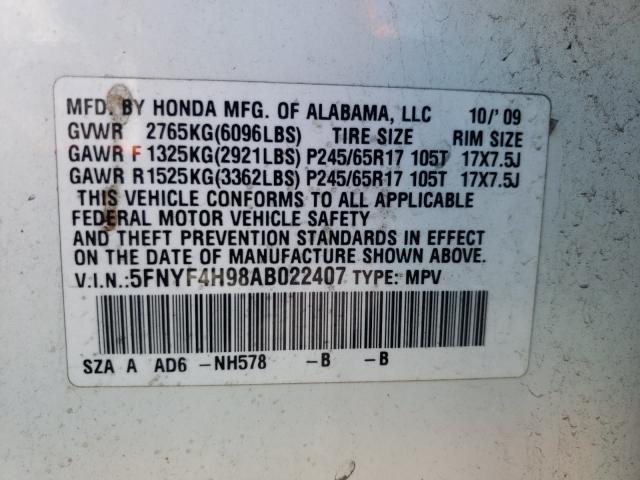 MFD. BY HONDA MFG. OF ALABAMA, LLC 10/'09
GVWR 2765KG(6096LBS) TIRE SIZE RIM SIZE
GAWR F 1325KG(2921LBS) P245/65R17 105T 17X7.5J
GAWR R1525KG(3362LBS) P245/65R17 105T 17X7.5J
THIS VEHICLE CONFORMS TO ALL APPLICABLE
FEDERAL MOTOR VEHICLE SAFETY
AND THEFT PREVENTION STANDARDS IN EFFECT
ON THE DATE OF MANUFACTURE SHOWN ABOVE.
V.I.N.:5FNYF4H98AB022407 TYPE: MPV
SZA A AD6 -NH578 -B -B